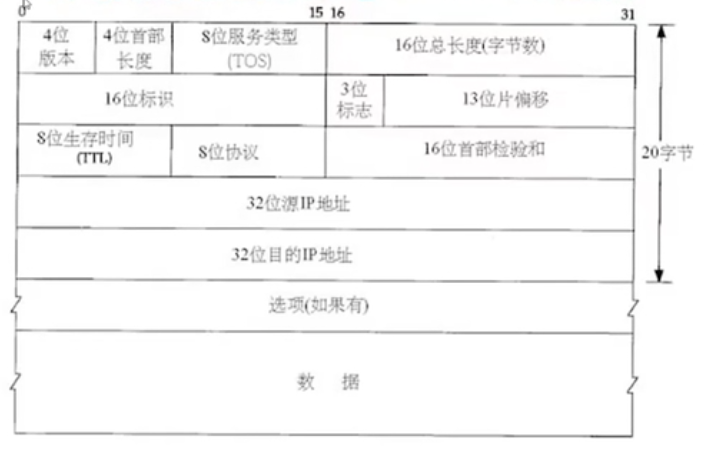 0 15 16 31
4位版本 4位首部长度 8位服务类型(TOS) 16位总长度(字节数)
16位标识 3位标志 13位片偏移
8位生存时间(TTL) 8位协议 16位首部检验和
20字节
32位源IP地址
32位目的IP地址
选项(如果有)
数 据